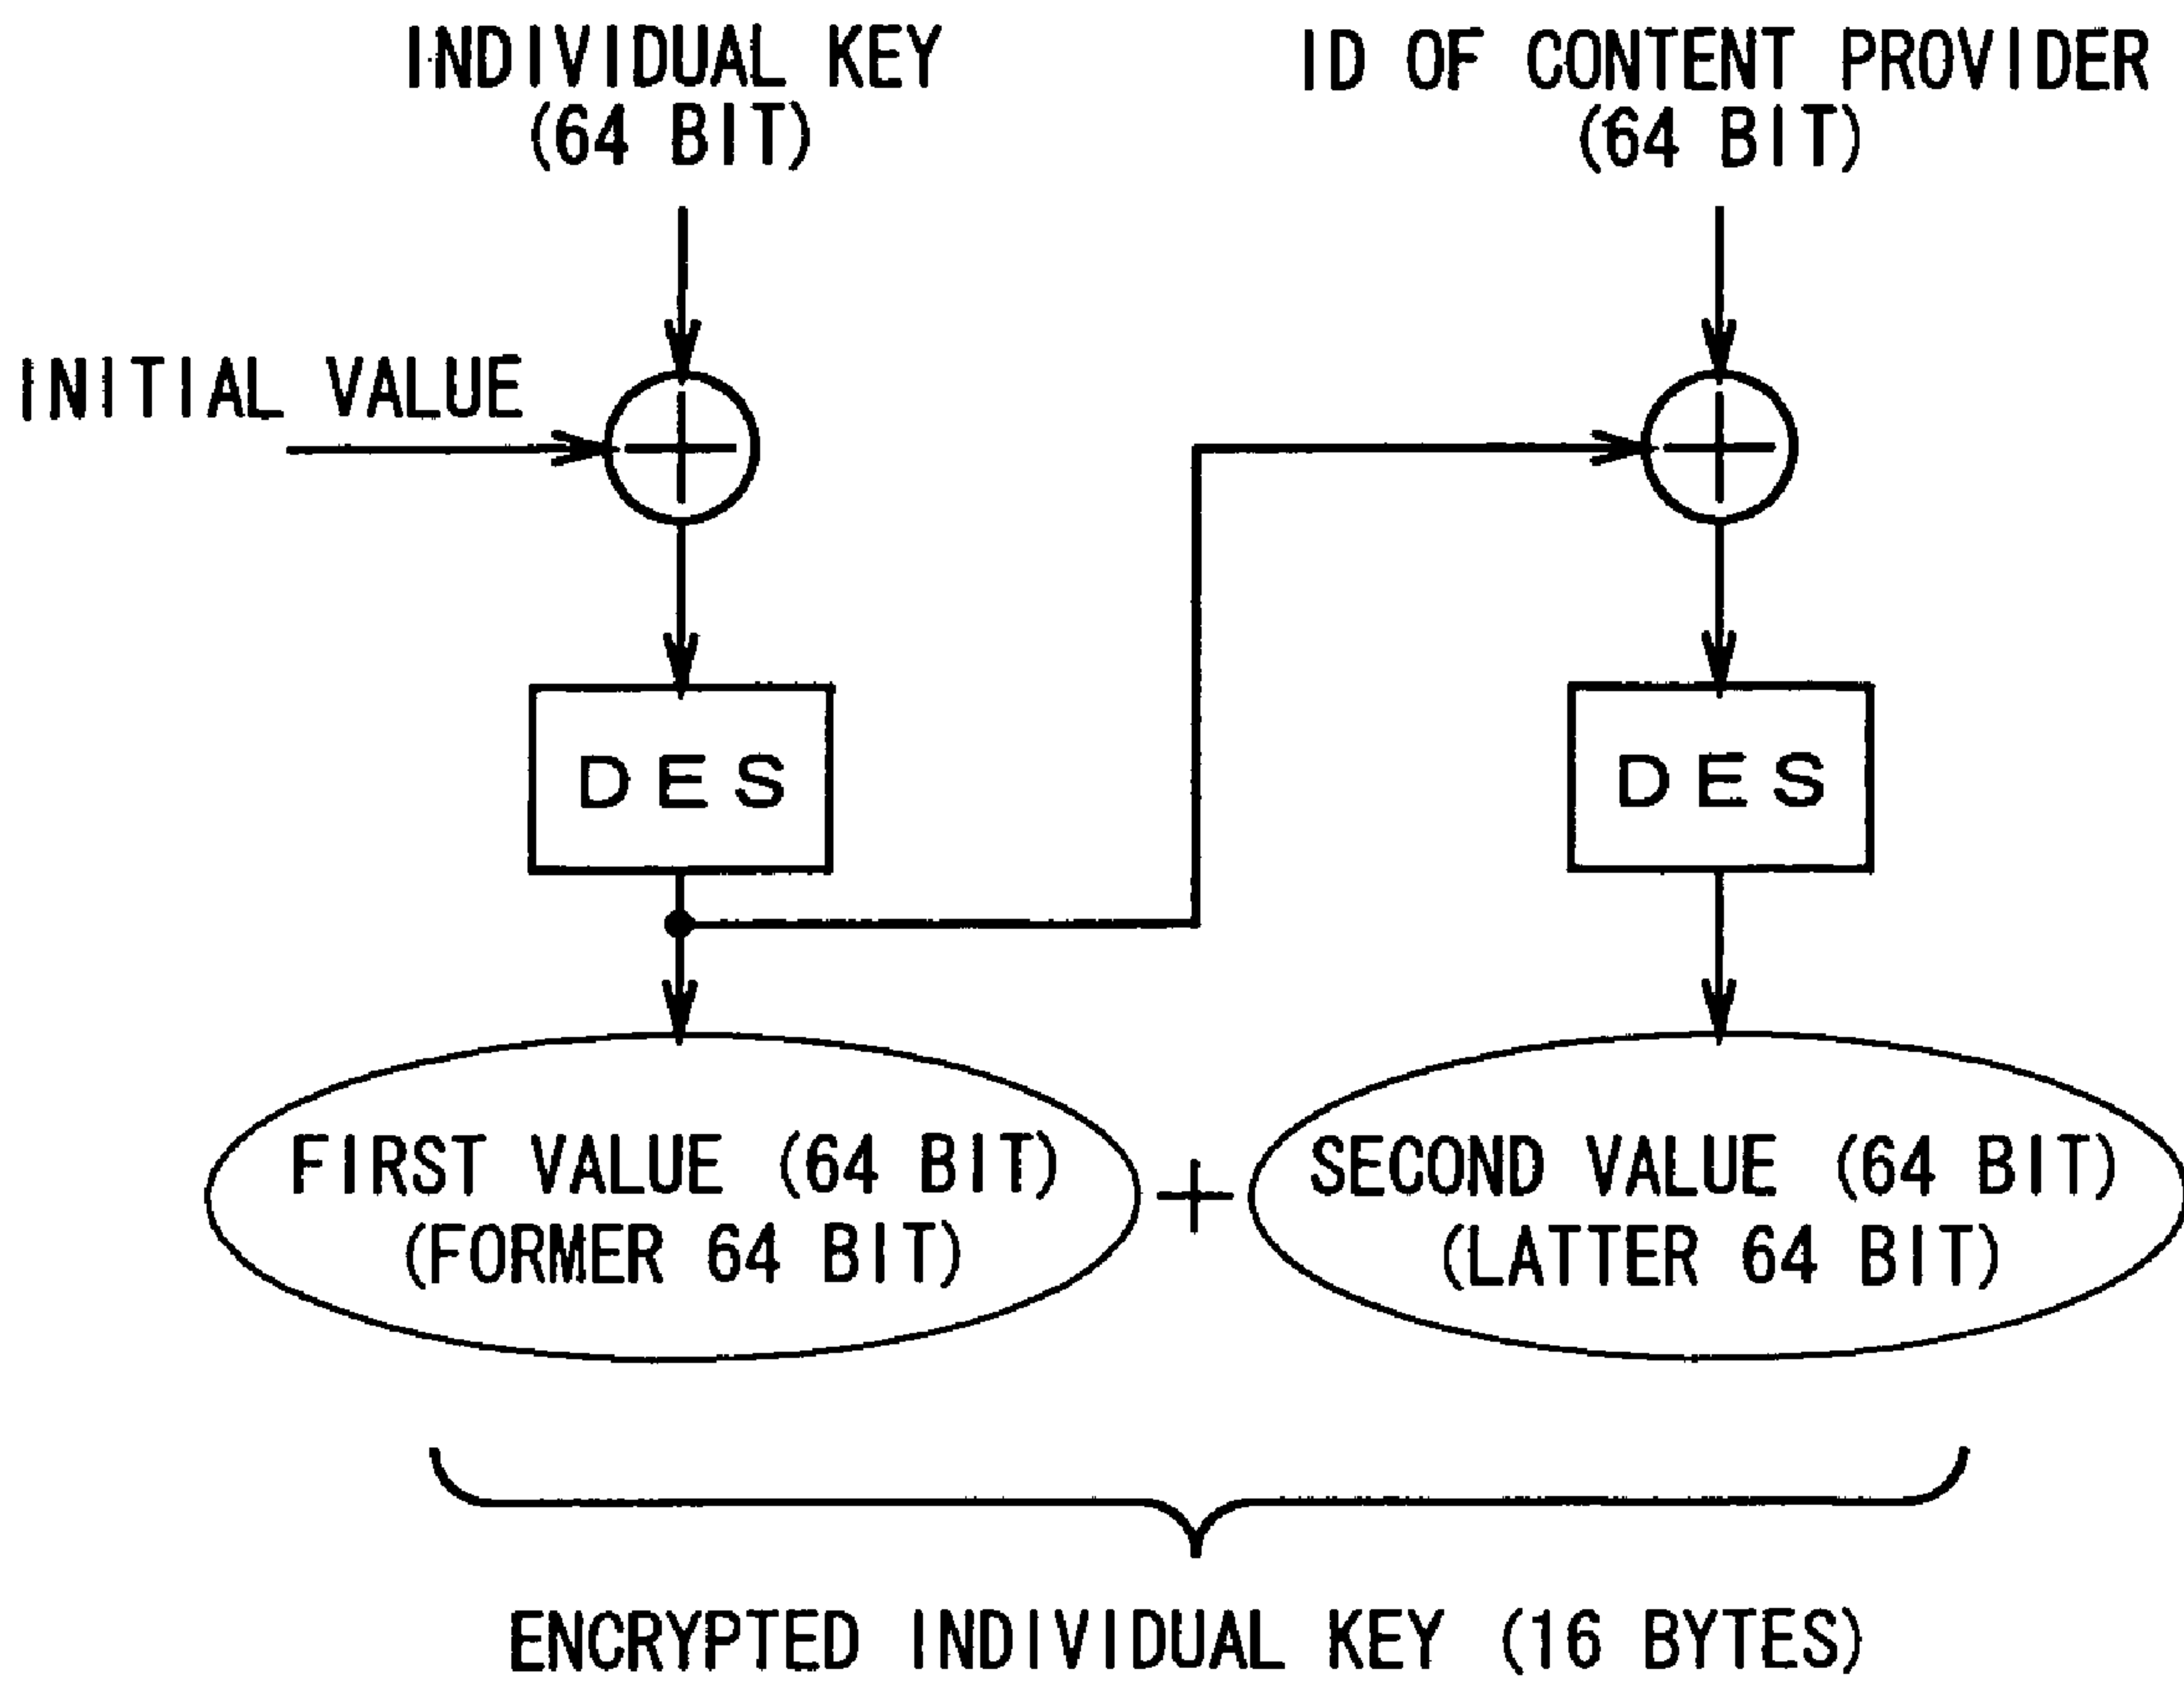 INDIVIDUAL KEY
(64 BIT)
ID OF CONTENT PROVIDER
(64 BIT)
INITIAL VALUE
DES
DES
FIRST VALUE (64 BIT)
(FORMER 64 BIT)
+
SECOND VALUE (64 BIT)
(LATTER 64 BIT)
ENCRYPTED INDIVIDUAL KEY (16 BYTES)